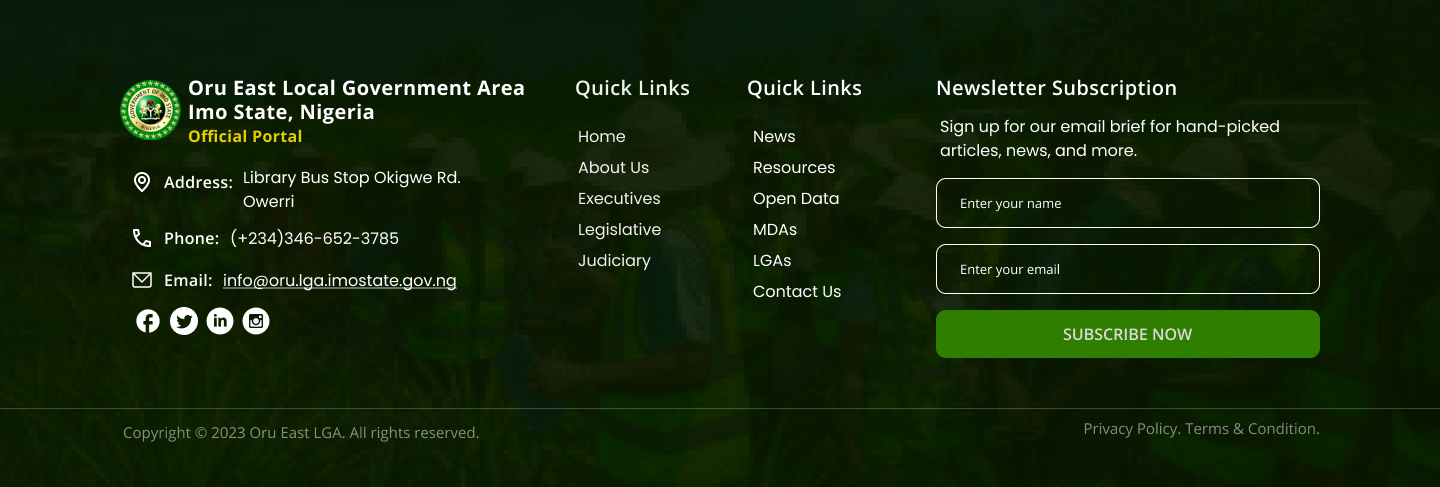 Oru East Local Government Area
Imo State, Nigeria
Official Portal
Address: Library Bus Stop Okigwe Rd.
Owerri
Phone: (+234)346-652-3785
Email: info@oru.lga.imostate.gov.ng
Quick Links
Home
About Us
Executives
Legislative
Judiciary
Quick Links
News
Resources
Open Data
MDAs
LGAs
Contact Us
Newsletter Subscription
Sign up for our email brief for hand-picked
articles, news, and more.
Enter your name
Enter your email
SUBSCRIBE NOW
Copyright © 2023 Oru East LGA. All rights reserved.
Privacy Policy. Terms & Condition.